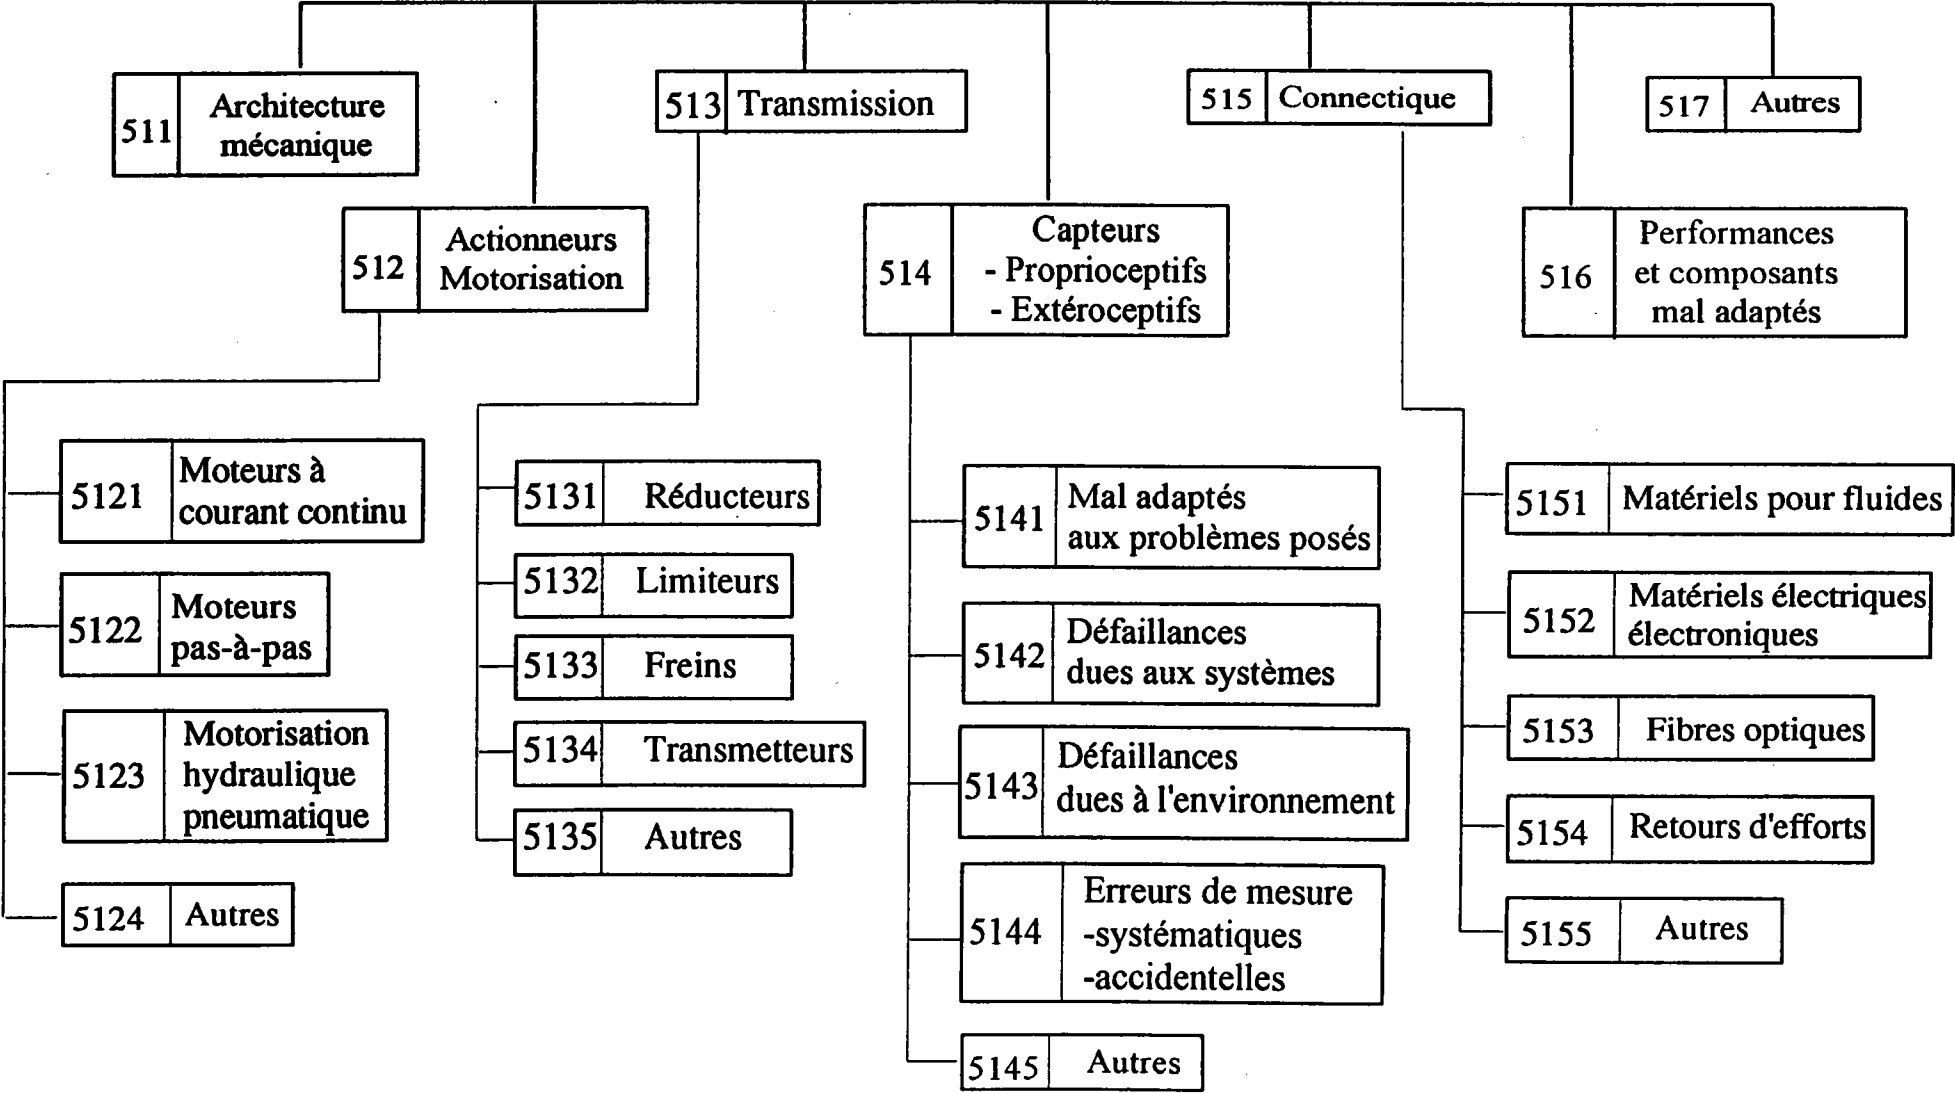 511
Architecture
mécanique
513
Transmission
515
Connectique
517
Autres
512
Actionneurs
Motorisation
514
Capteurs
- Proprioceptifs
- Extéroceptifs
516
Performances
et composants
mal adaptés
5121
Moteurs à
courant continu
5122
Moteurs
pas-à-pas
5123
Motorisation
hydraulique
pneumatique
5124
Autres
5131
Réducteurs
5132
Limiteurs
5133
Freins
5134
Transmetteurs
5135
Autres
5141
Mal adaptés
aux problèmes posés
5142
Défaillances
dues aux systèmes
5143
Défaillances
dues à l'environnement
5144
Erreurs de mesure
-systématiques
-accidentelles
5145
Autres
5151
Matériels pour fluides
5152
Matériels électriques
électroniques
5153
Fibres optiques
5154
Retours d'efforts
5155
Autres